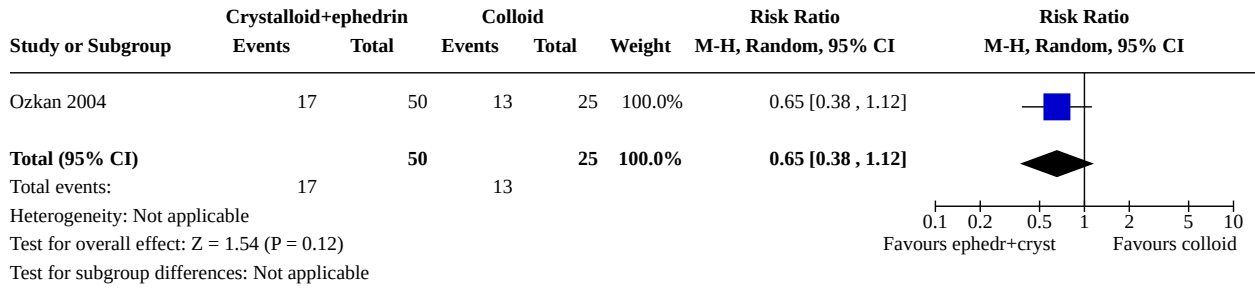 Crystalloid+ephedrin Colloid Risk Ratio Risk Ratio
Study or Subgroup Events Total Events Total Weight M-H, Random, 95% CI M-H, Random, 95% CI
Ozkan 2004 17 50 13 25 100.0% 0.65 [0.38 , 1.12]
Total (95% CI) 50 25 100.0% 0.65 [0.38 , 1.12]
Total events: 17 13
Heterogeneity: Not applicable
0.1 0.2 0.5 1 2 5 10
Test for overall effect: Z = 1.54 (P = 0.12) Favours ephedr+cryst Favours colloid
Test for subgroup differences: Not applicable